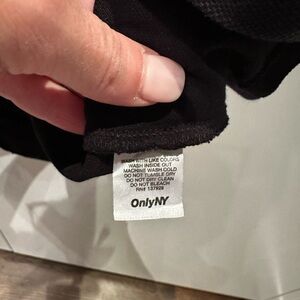 WASH WITH LIKE COLORS
WASH INSIDE OUT
MACHINE WASH COLD
DO NOT TUMBLE DRY
DO NOT DRY CLEAN
DO NOT BLEACH
RN# 137928
OnlyNY